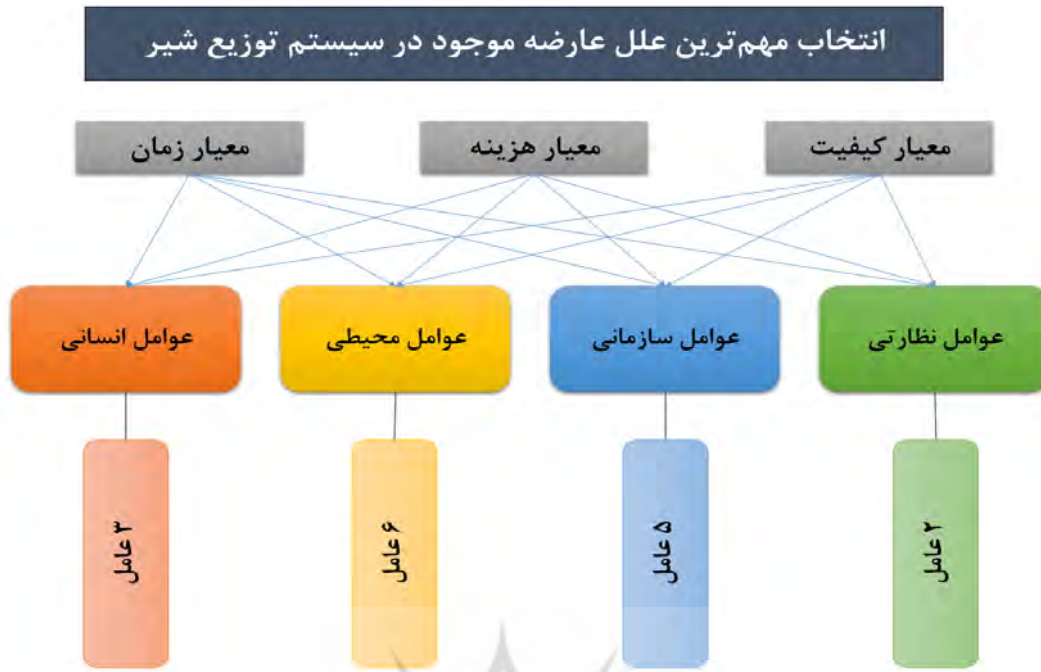 انتخاب مهم‌ترین علل عارضه موجود در سیستم توزیع شیر
معیار کیفیت
معیار هزینه
معیار زمان
عوامل نظارتی
عوامل سازمانی
عوامل محیطی
عوامل انسانی
۲ عامل
۵ عامل
۶ عامل
۳ عامل